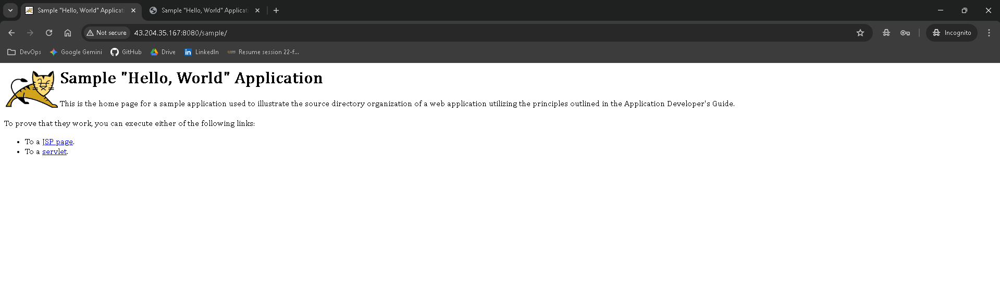 Sample "Hello, World" Applicat
Sample "Hello, World" Applicat
Not secure
43.204.35.167:8080/sample/
Incognito
DevOps
Google Gemini
GitHub
Drive
LinkedIn
Resume session 22-f...
Sample "Hello, World" Application
This is the home page for a sample application used to illustrate the source directory organization of a web application utilizing the principles outlined in the Application Developer's Guide.
To prove that they work, you can execute either of the following links:
• To a JSP page.
• To a servlet.